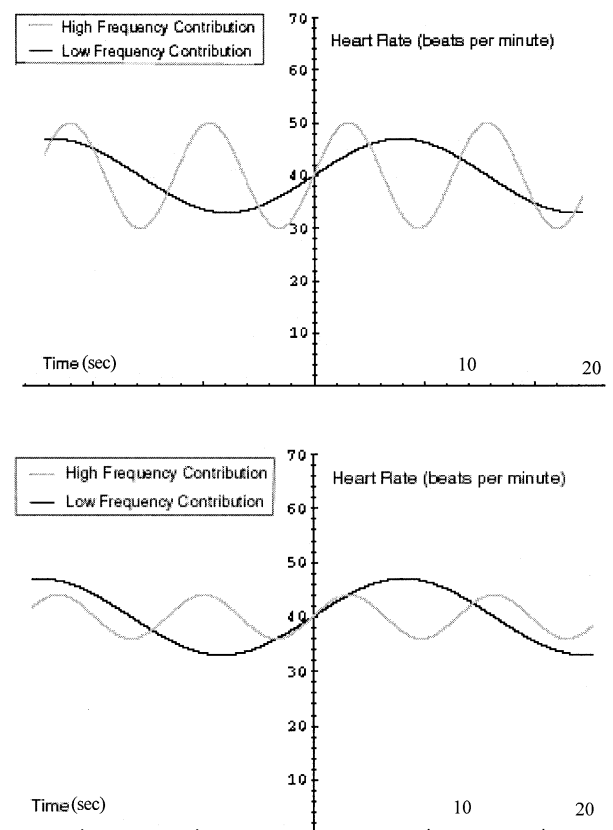 70
High Frequency Contribution
Heart Rate (beats per minute)
Low Frequency Contribution
60
50
40
30
20
10
Time (sec)
10
20
70
High Frequency Contribution
Heart Rate (beats per minute)
Low Frequency Contribution
60
50
40
30
20
10
Time (sec)
10
20